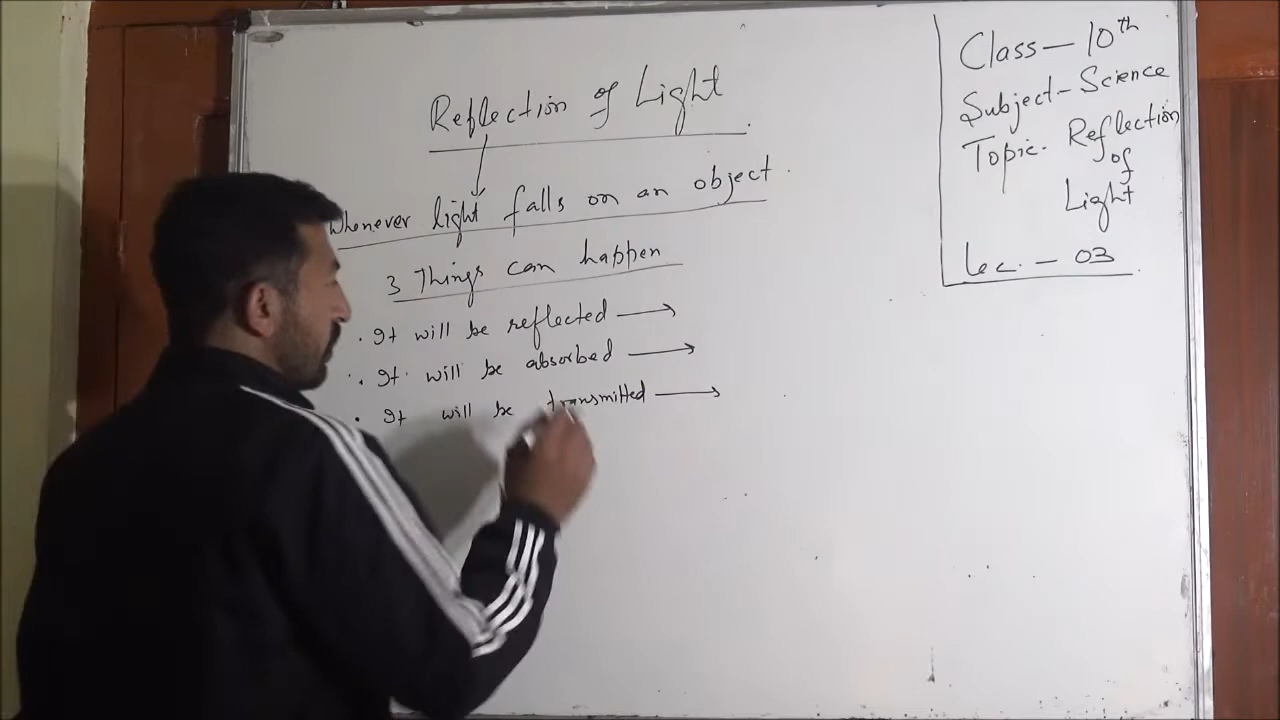 Reflection of Light
Whenever light falls on an object.
3 Things can happen
. It will be reflected →
. It will be absorbed →
. It will be transmitted →
Class - 10th
Subject - Science
Topic. Reflection
of
Light
Lec. - 03